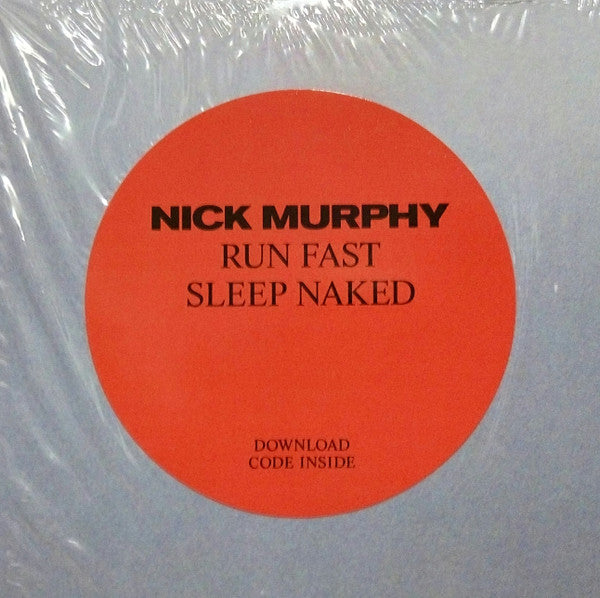 NICK MURPHY
RUN FAST
SLEEP NAKED
DOWNLOAD
CODE INSIDE